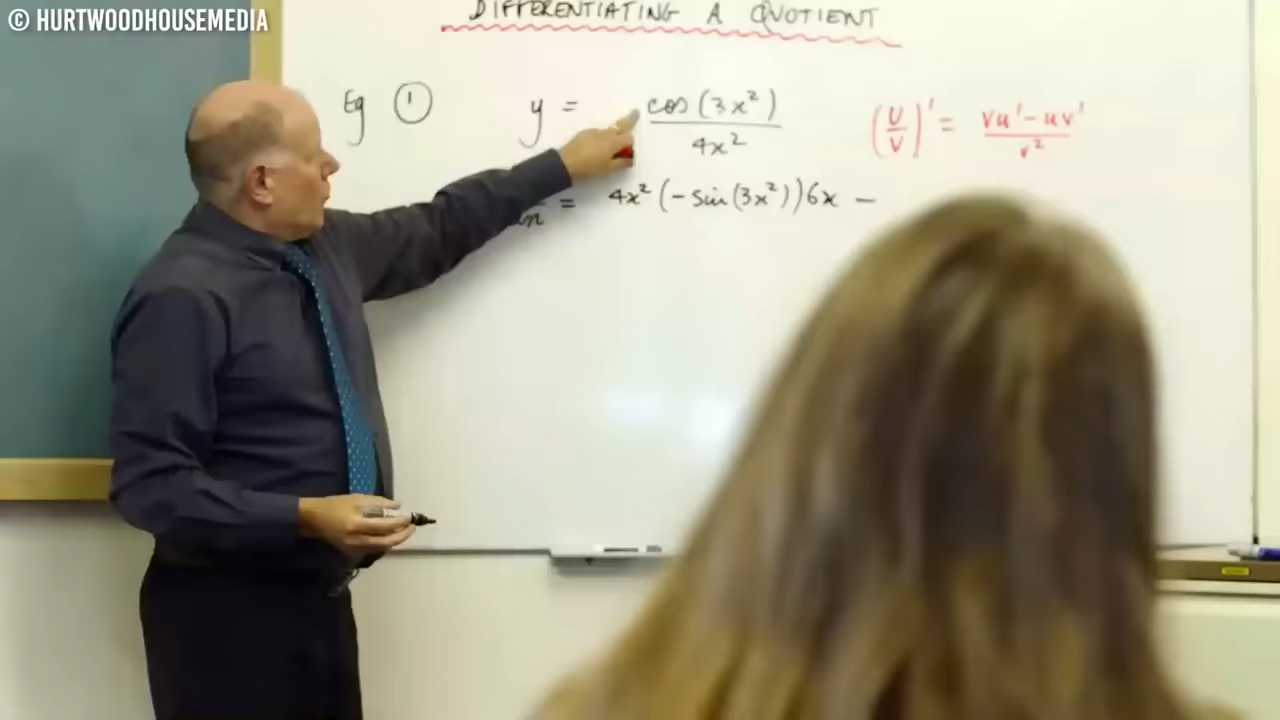 © HURTWOODHOUSEMEDIA
DIFFERENTIATING A QUOTIENT
Eg ① y = cos(3x²)/4x² (U/V)' = vu' - uv'/v²
= 4x²(-sin(3x²))6x -